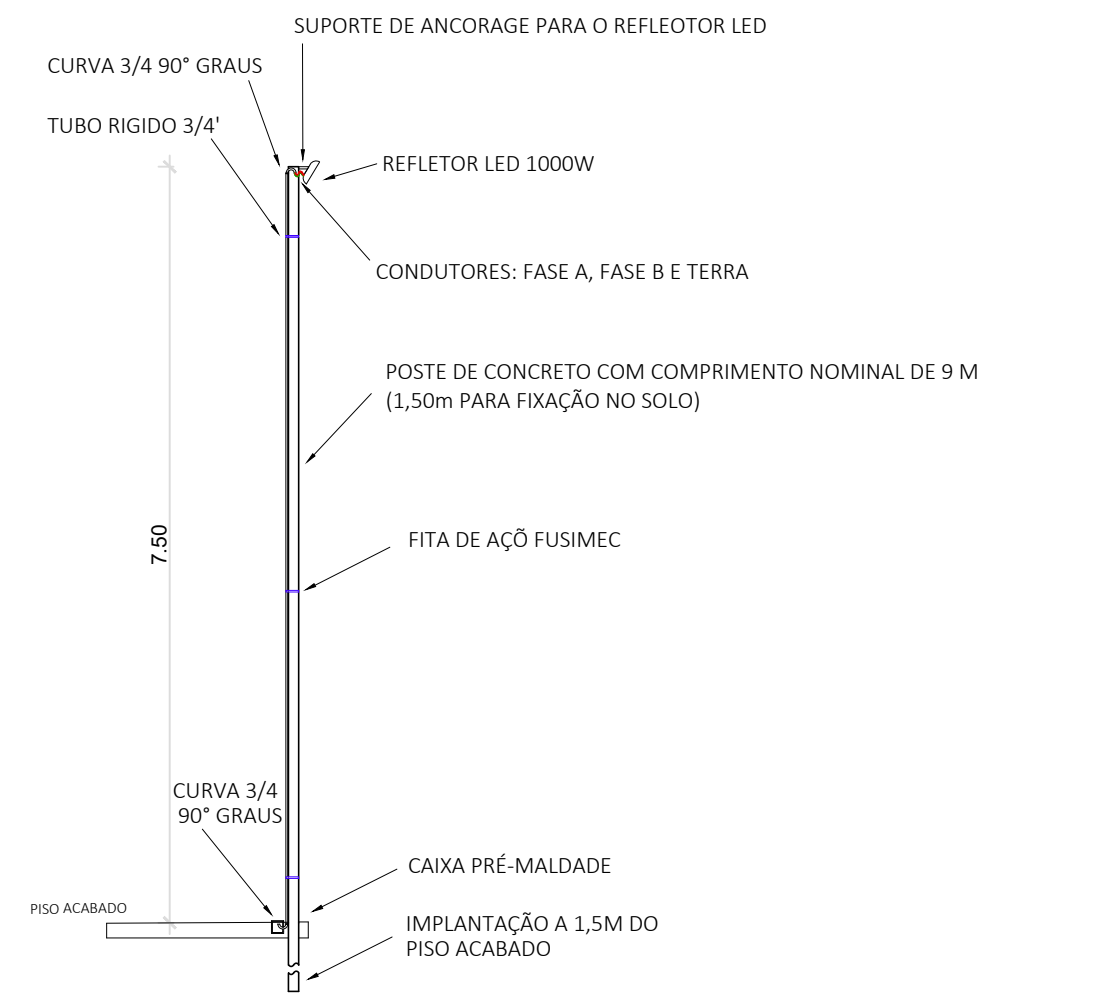 SUPORTE DE ANCORAGE PARA O REFLEOTOR LED
CURVA 3/4 90° GRAUS
TUBO RIGIDO 3/4'
REFLETOR LED 1000W
CONDUTORES: FASE A, FASE B E TERRA
POSTE DE CONCRETO COM COMPRIMENTO NOMINAL DE 9 M
(1,50m PARA FIXAÇÃO NO SOLO)
7.50
FITA DE AÇÕ FUSIMEC
CURVA 3/4
90° GRAUS
CAIXA PRÉ-MALDADE
PISO ACABADO
IMPLANTAÇÃO A 1,5M DO
PISO ACABADO